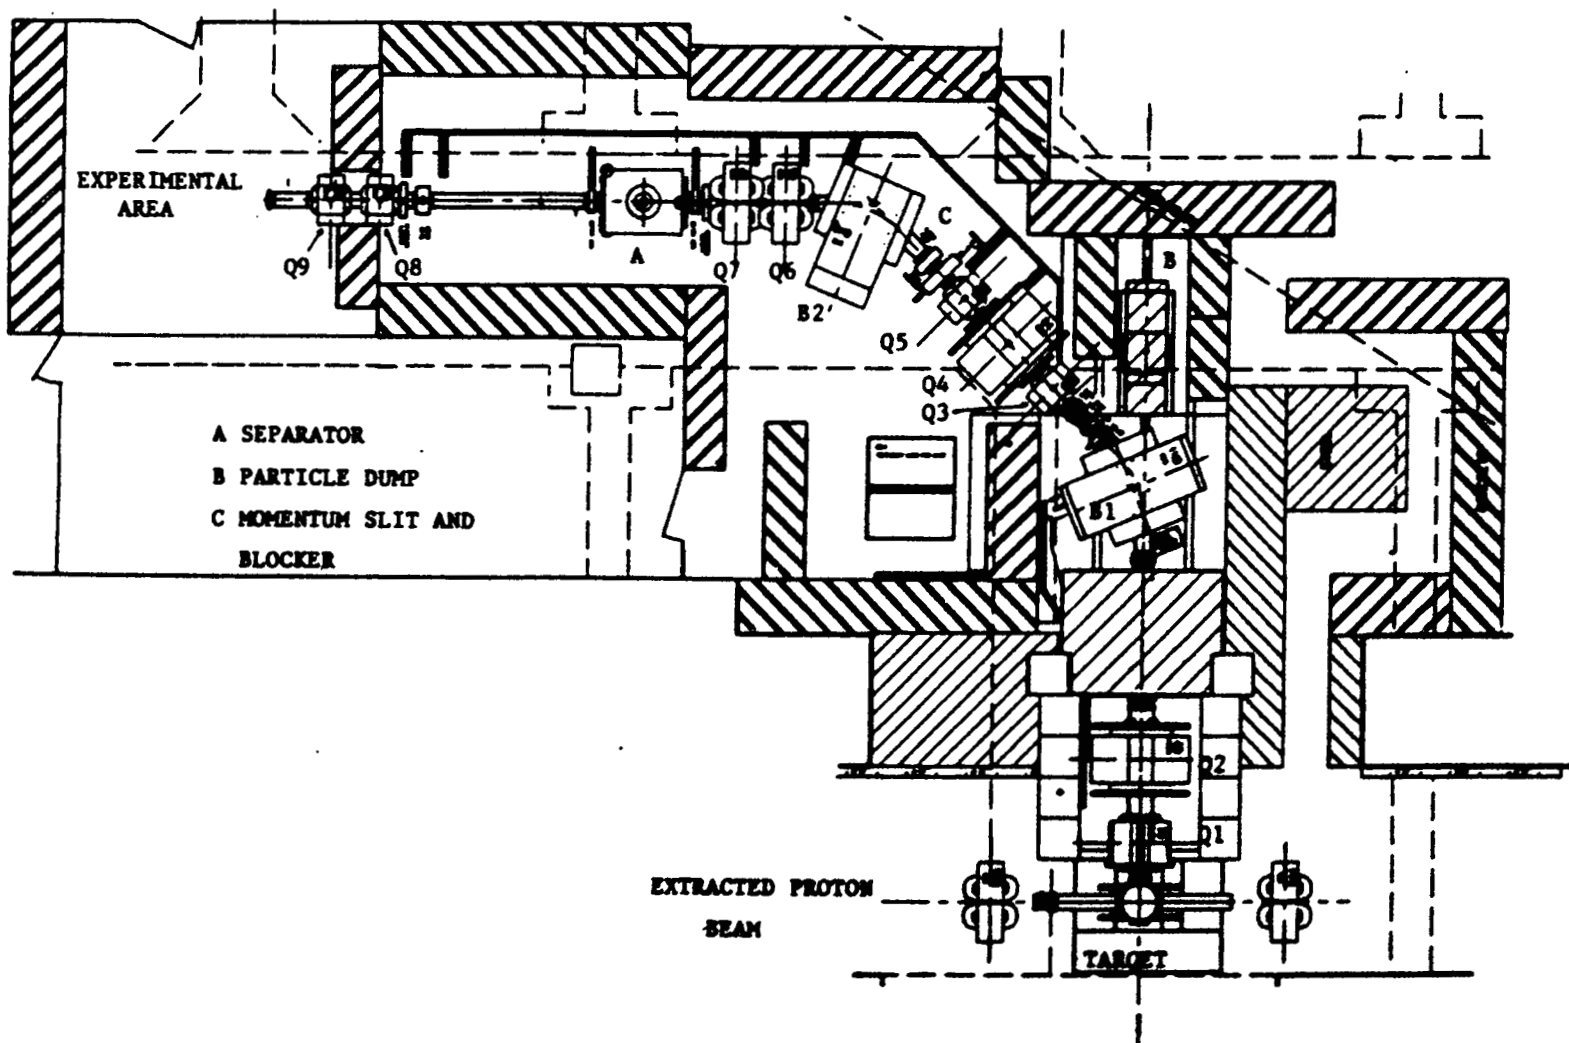 EXPERIMENTAL
AREA
Q9
Q8
A
Q7
Q6
B2'
C
Q5
Q4
Q3
B
B1
A SEPARATOR
B PARTICLE DUMP
C MOMENTUM SLIT AND
BLOCKER
Q2
Q1
EXTRACTED PROTON
BEAM
TARGET